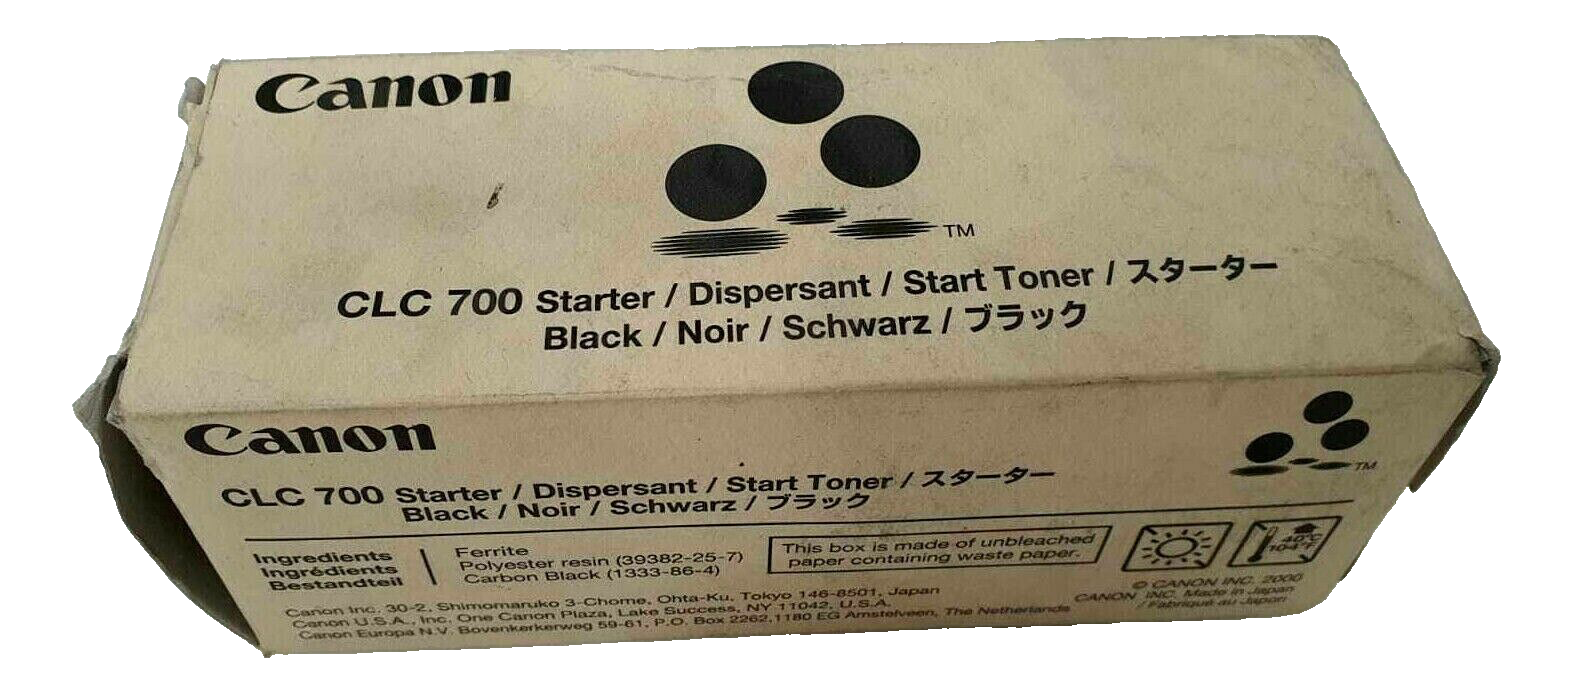 Canon
TM
CLC 700 Starter / Dispersant / Start Toner / スターター
Black / Noir / Schwarz / ブラック
Canon
TM
CLC 700 Starter / Dispersant / Start Toner / スターター
Black / Noir / Schwarz / ブラック
Ingredients
Ingrédients
Bestandteil
Ferrite
Polyester resin (39382-25-7)
Carbon Black (1333-86-4)
This box is made of unbleached
paper containing waste paper.
40°C
104°F
© CANON INC. 2000
CANON INC. Made in Japan
/ Fabriqué au Japon
Canon Inc. 30-2, Shimomaruko 3-Chome, Ohta-Ku, Tokyo 146-8501, Japan
Canon U.S.A., Inc. One Canon Plaza, Lake Success, NY 11042, U.S.A.
Canon Europa N.V. Bovenkerkerweg 59-61, P.O. Box 2262,1180 EG Amstelveen, The Netherlands